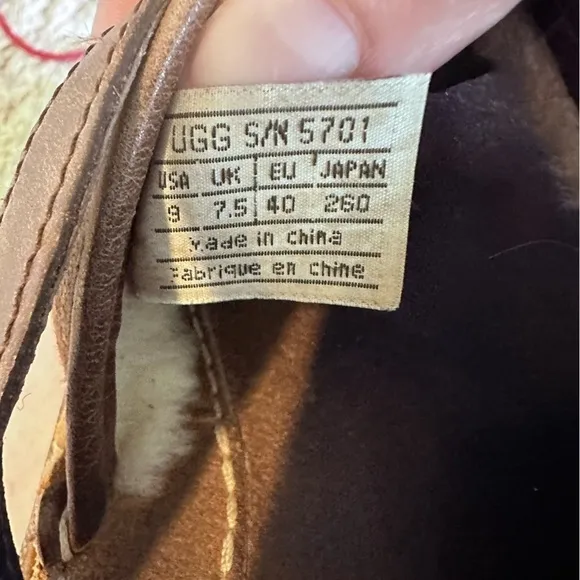 UGG S/N 5701
USA UK EU JAPAN
9 7.5 40 260
Made in China
Fabrique en chine